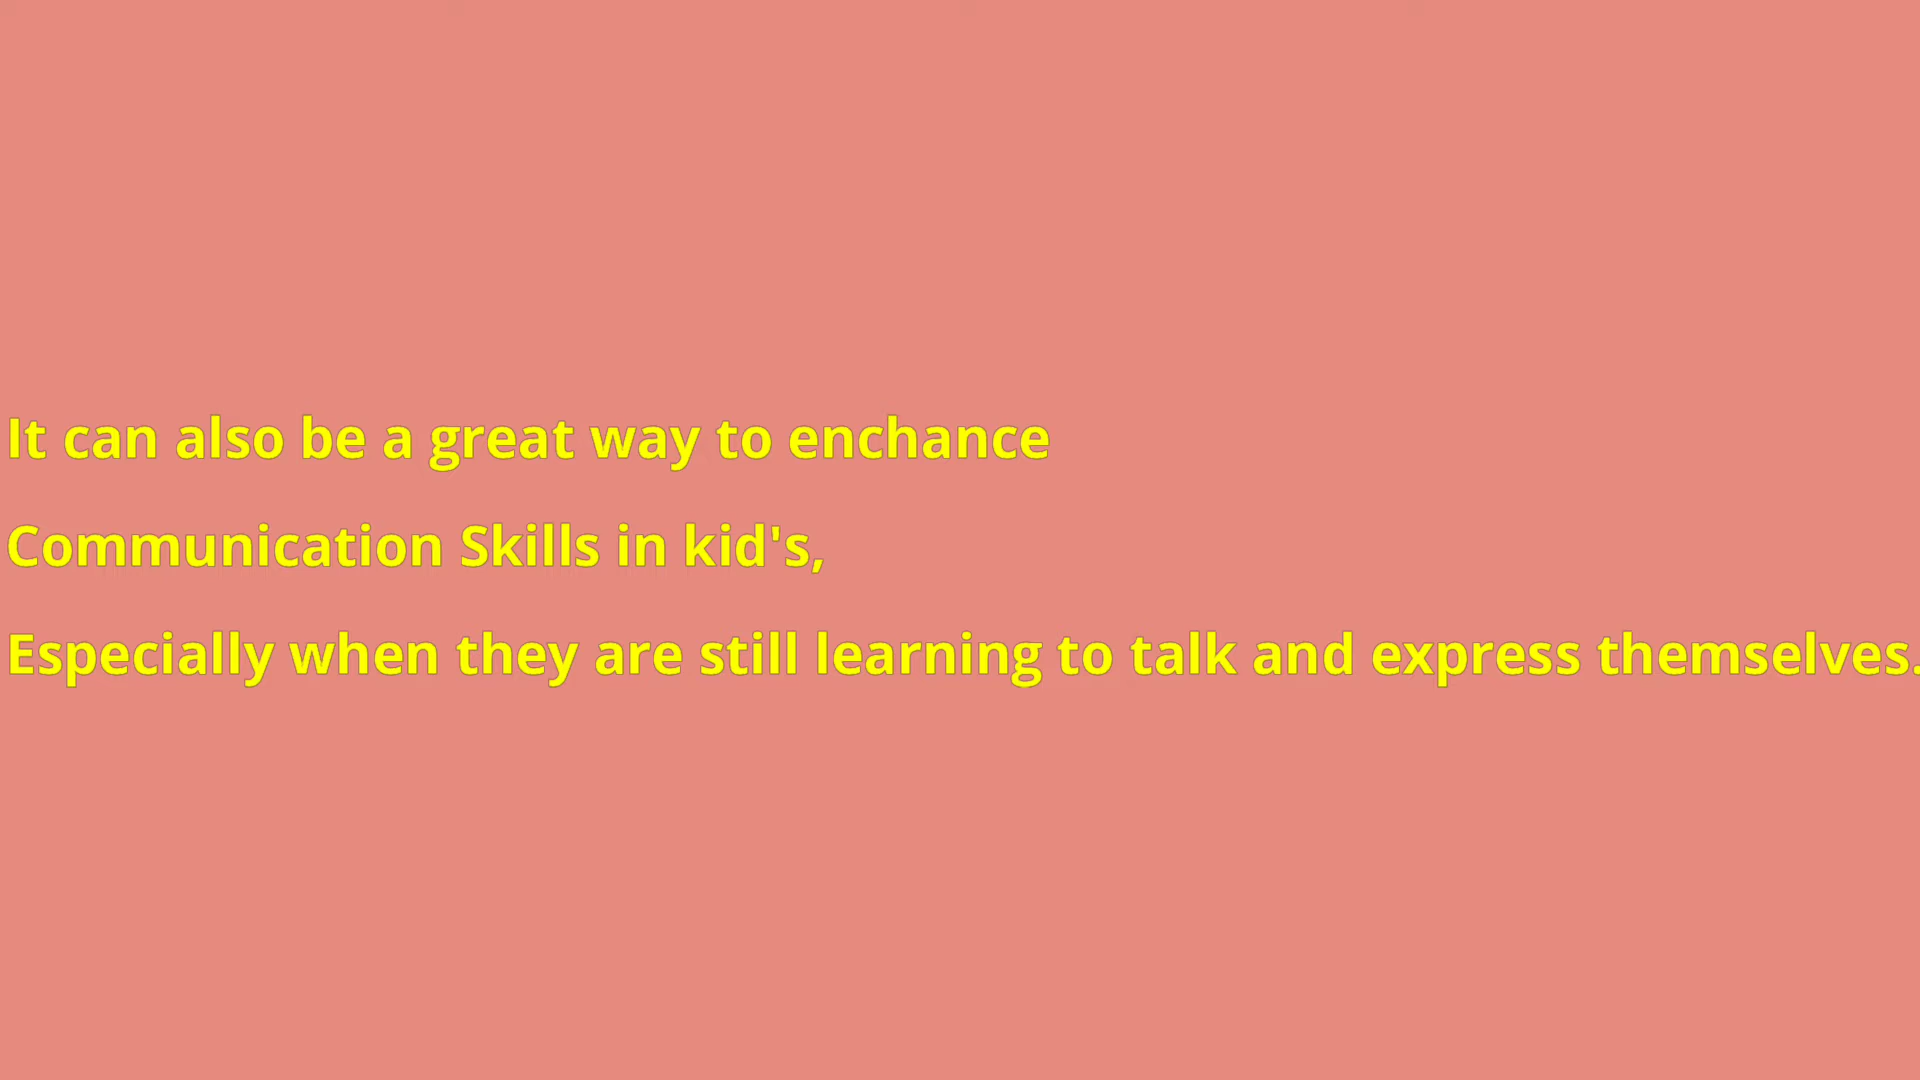 It can also be a great way to enchance
Communication Skills in kid's,
Especially when they are still learning to talk and express themselves.